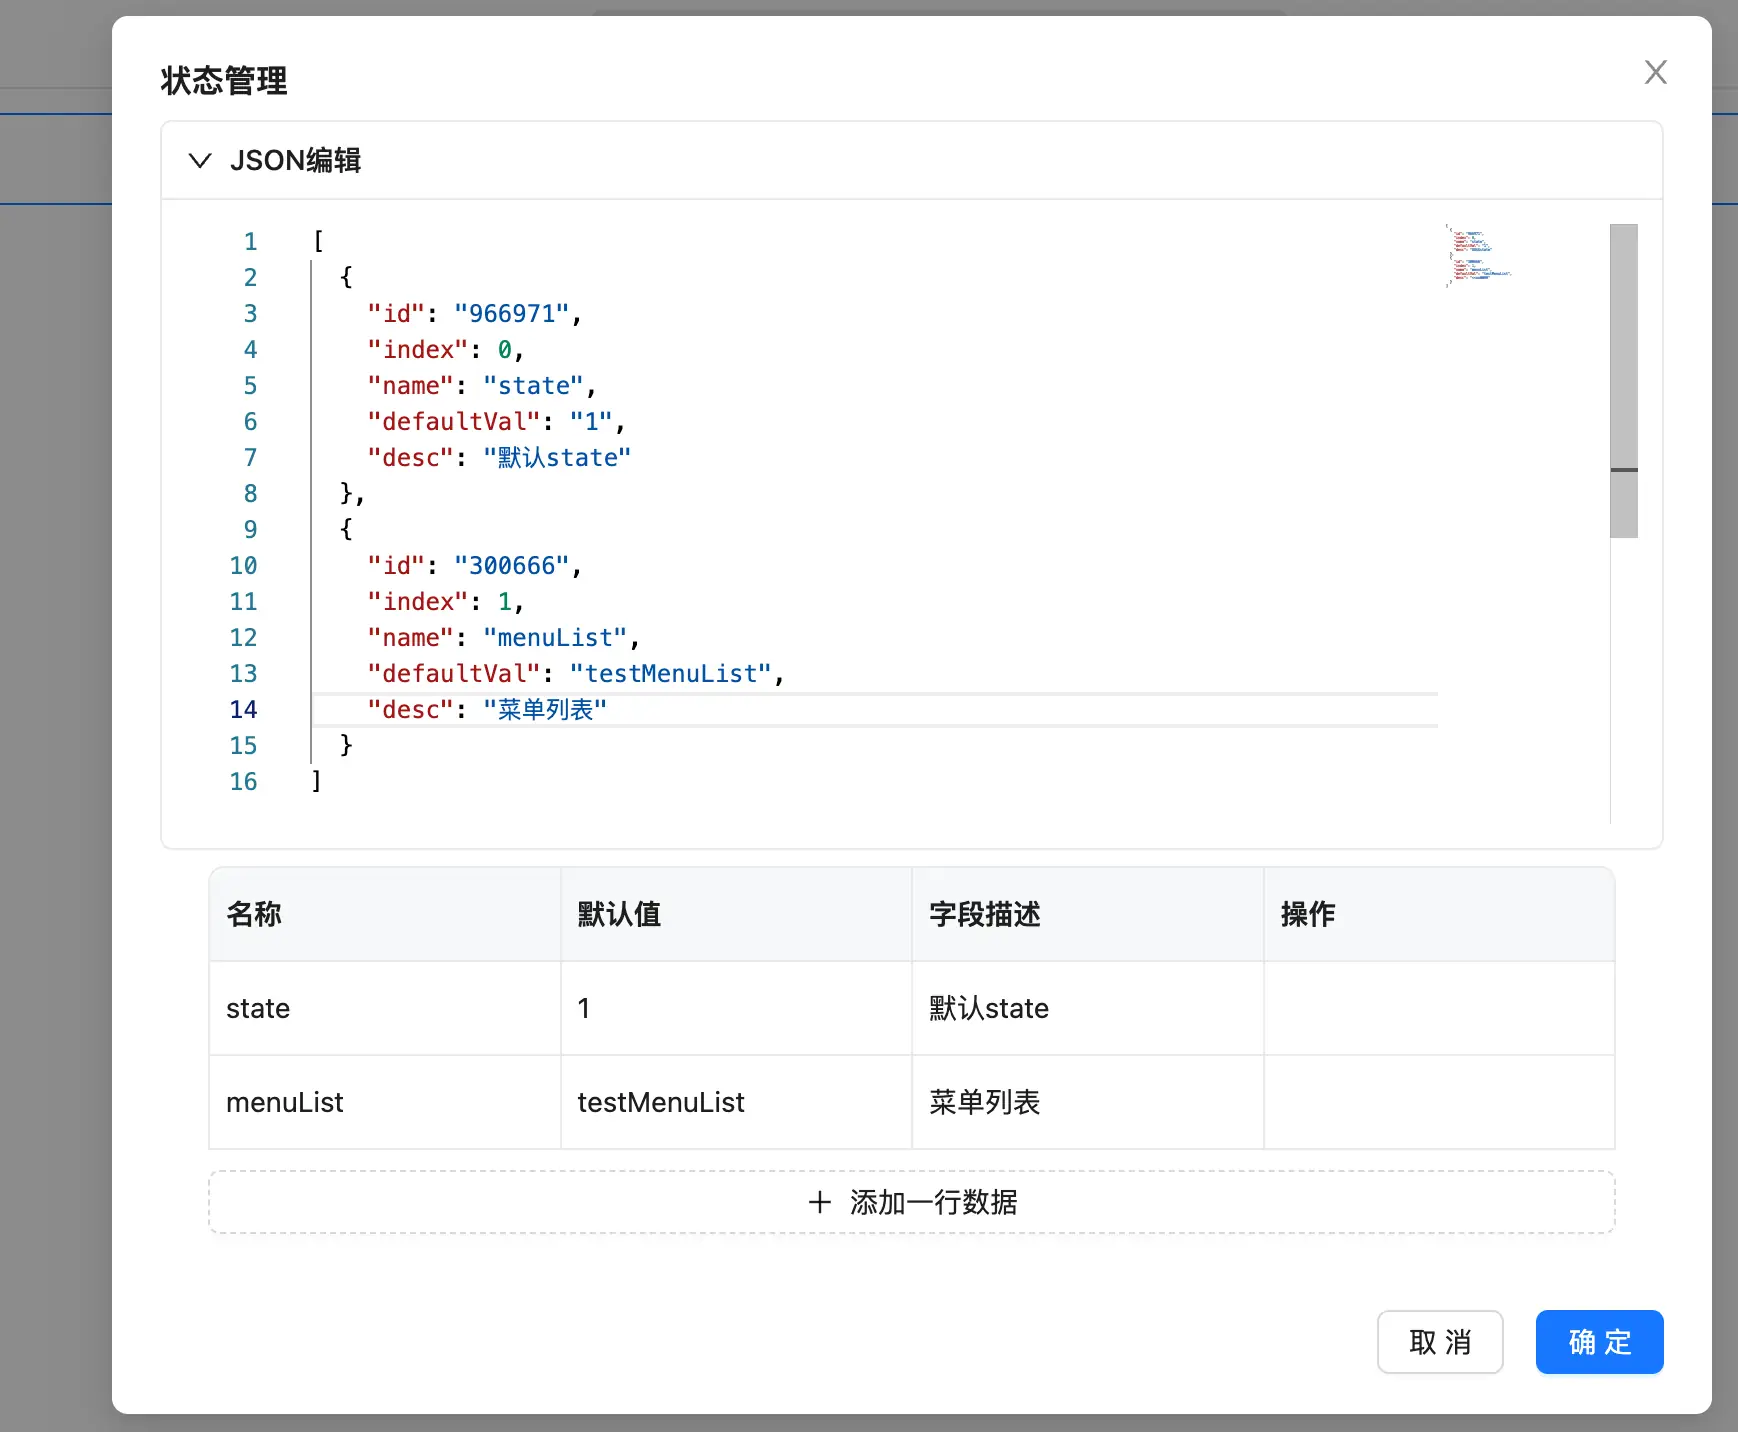 状态管理
JSON编辑
1 [
2 {
3 "id": "966971",
4 "index": 0,
5 "name": "state",
6 "defaultVal": "1",
7 "desc": "默认state"
8 },
9 {
10 "id": "300666",
11 "index": 1,
12 "name": "menuList",
13 "defaultVal": "testMenuList",
14 "desc": "菜单列表"
15 }
16 ]
名称 默认值 字段描述 操作
state 1 默认state
menuList testMenuList 菜单列表
添加一行数据
取 消 确 定